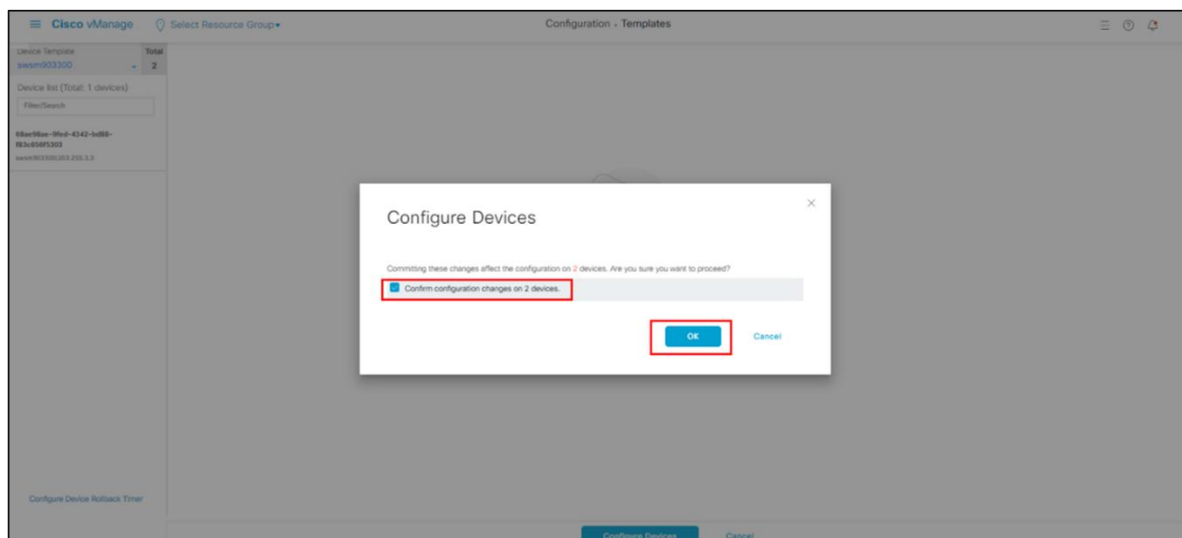 Cisco vManage
Select Resource Group
Configuration · Templates
Device Template
Total
swsm903300
2
Device list (Total: 1 devices)
Filter/Search
Configure Devices
Committing these changes affect the configuration on 2 devices. Are you sure you want to proceed?
Confirm configuration changes on 2 devices.
OK
Cancel
Configure Device Rollback Timer
Configure Devices
Cancel